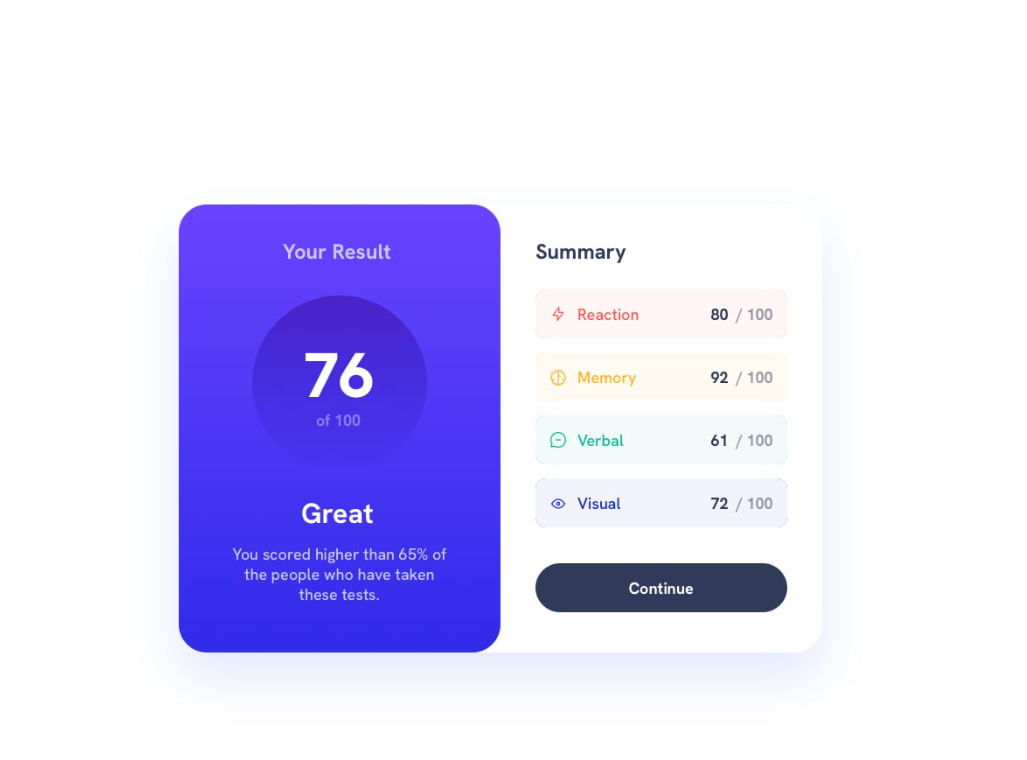 Your Result
76
of 100
Great
You scored higher than 65% of
the people who have taken
these tests.
Summary
Reaction 80 / 100
Memory 92 / 100
Verbal 61 / 100
Visual 72 / 100
Continue